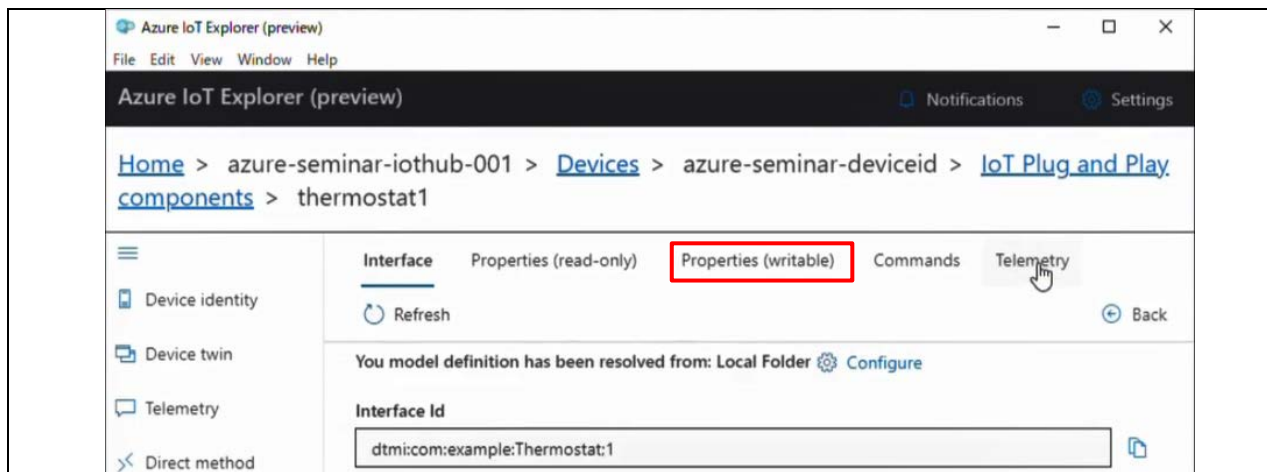 Azure IoT Explorer (preview)
File Edit View Window Help
Azure IoT Explorer (preview)
Notifications
Settings
Home > azure-seminar-iothub-001 > Devices > azure-seminar-deviceid > IoT Plug and Play
components > thermostat1
Interface
Properties (read-only)
Properties (writable)
Commands
Telemetry
Device identity
Refresh
Back
Device twin
You model definition has been resolved from: Local Folder Configure
Telemetry
Interface Id
dtmi:com:example:Thermostat;1
Direct method